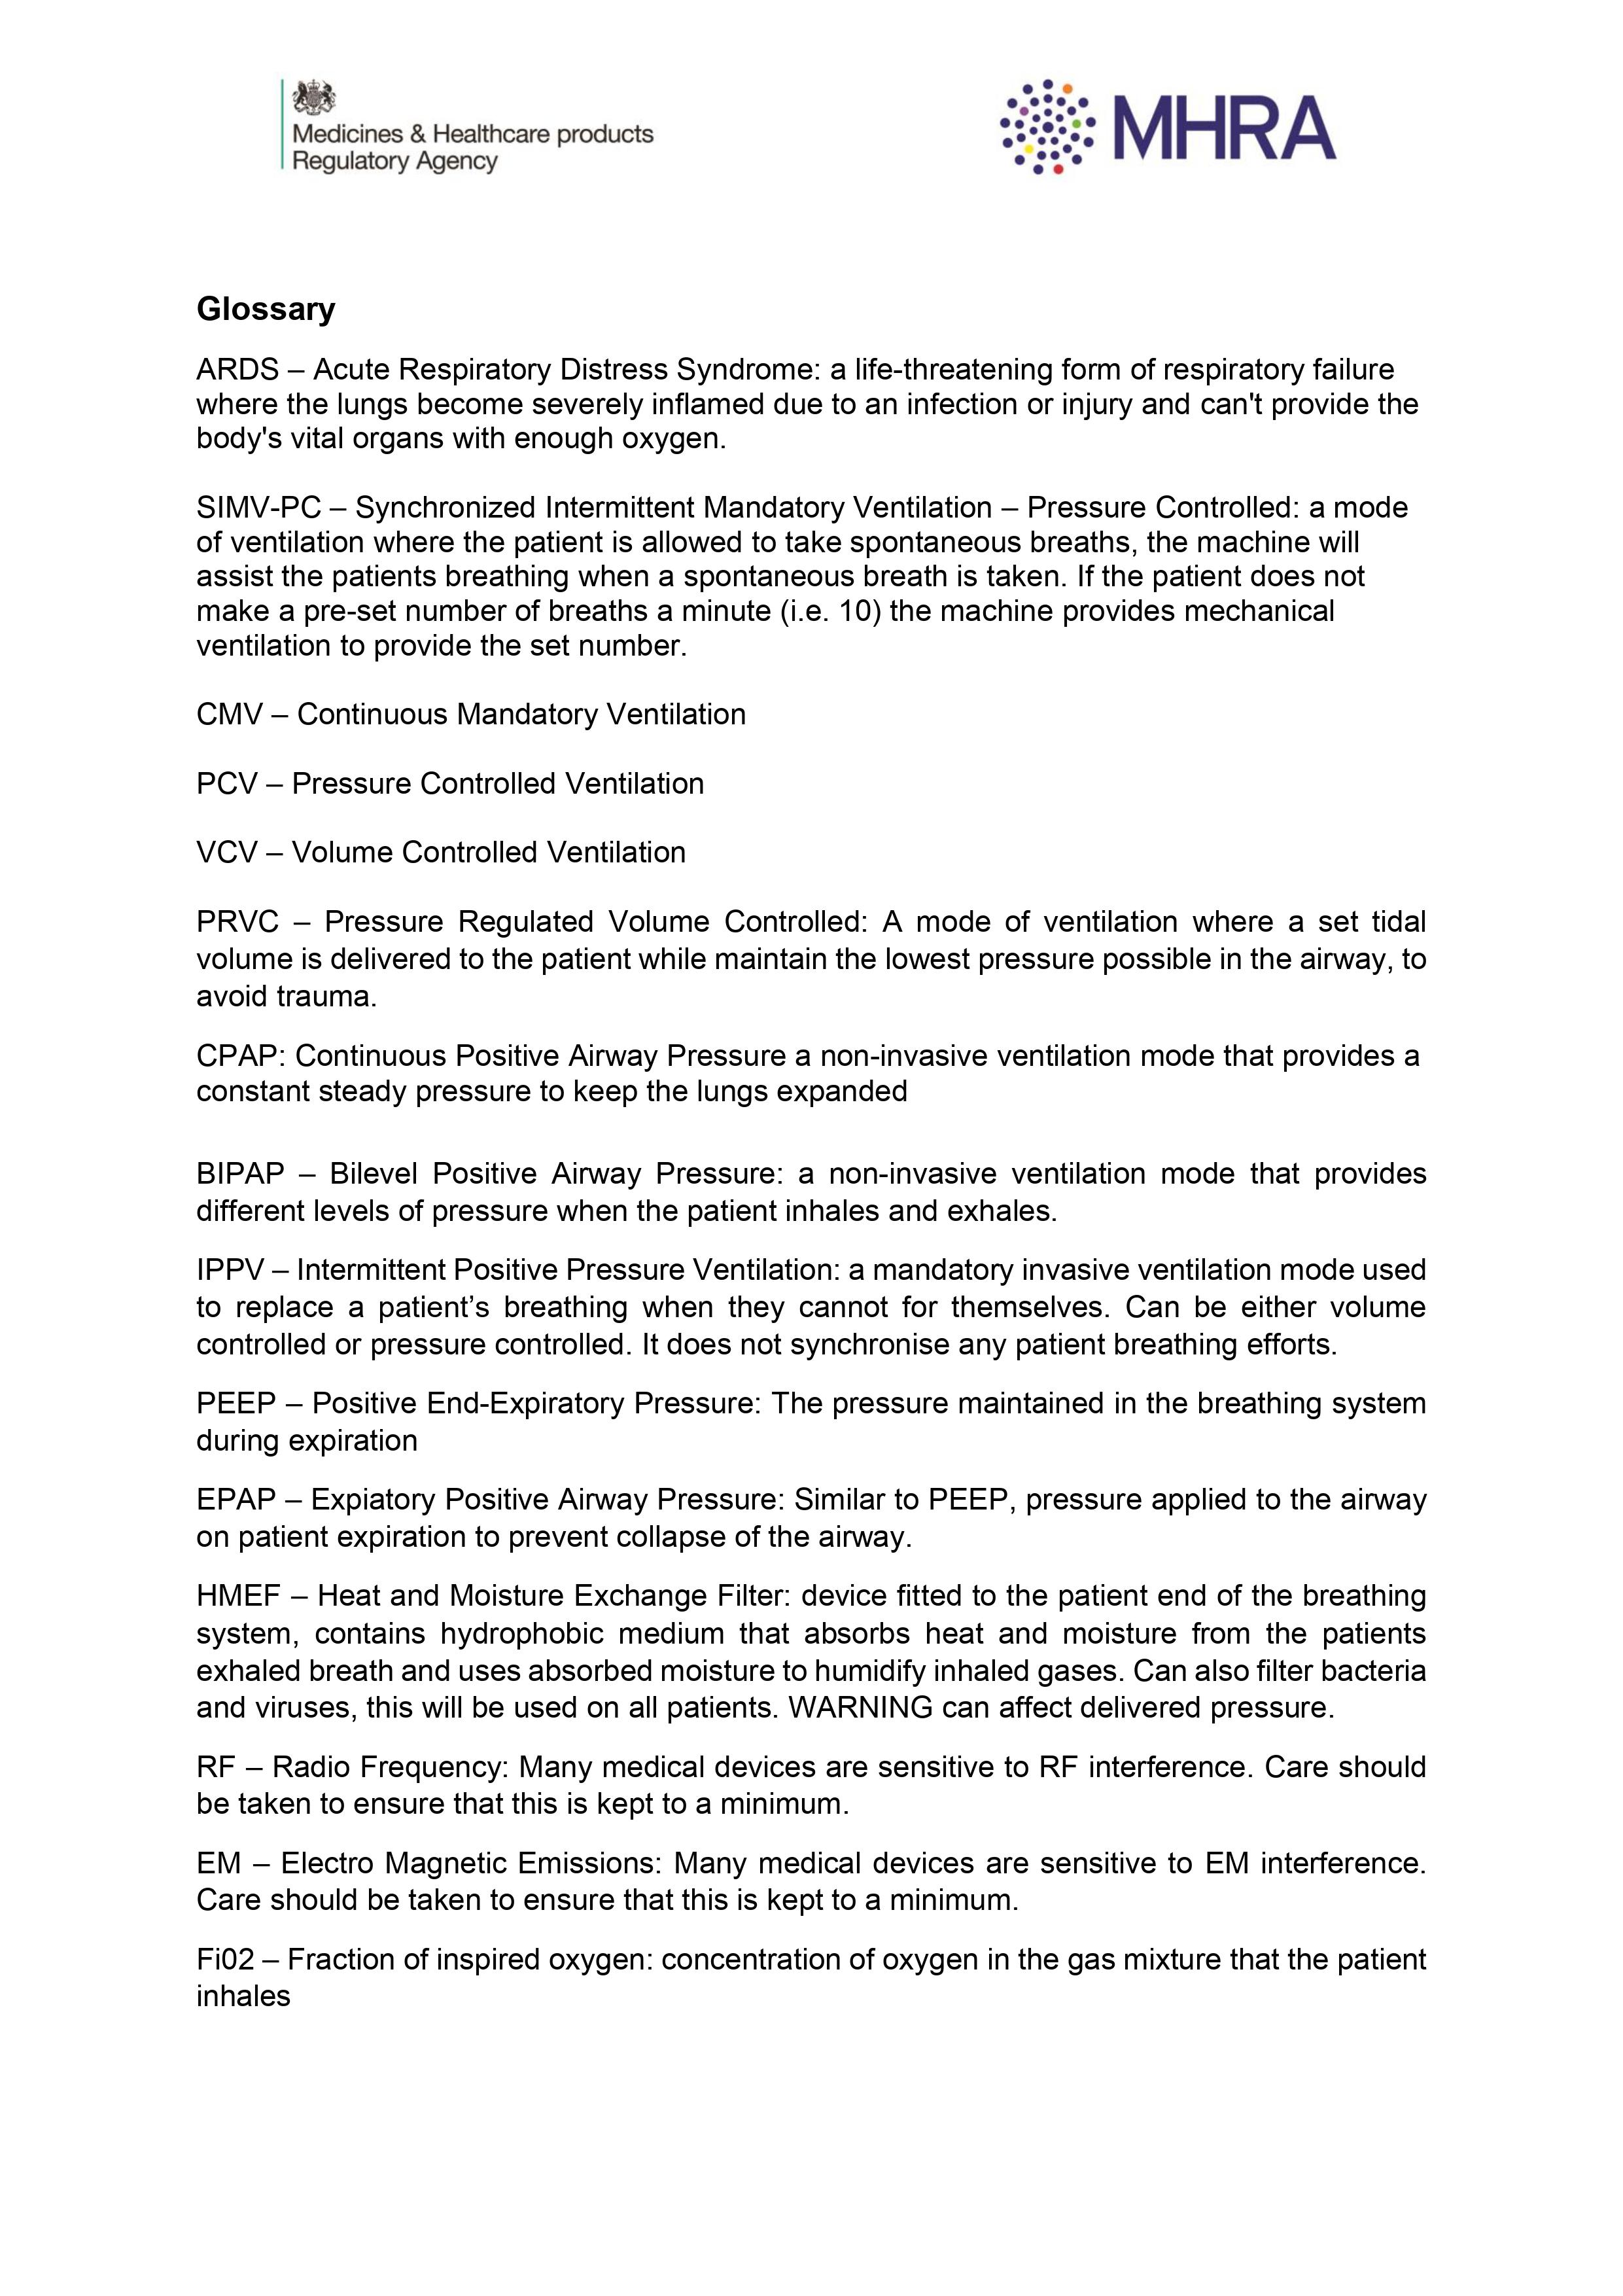 Medicines & Healthcare products
Regulatory Agency
MHRA
Glossary
ARDS – Acute Respiratory Distress Syndrome: a life-threatening form of respiratory failure
where the lungs become severely inflamed due to an infection or injury and can't provide the
body's vital organs with enough oxygen.
SIMV-PC – Synchronized Intermittent Mandatory Ventilation – Pressure Controlled: a mode
of ventilation where the patient is allowed to take spontaneous breaths, the machine will
assist the patients breathing when a spontaneous breath is taken. If the patient does not
make a pre-set number of breaths a minute (i.e. 10) the machine provides mechanical
ventilation to provide the set number.
CMV – Continuous Mandatory Ventilation
PCV – Pressure Controlled Ventilation
VCV – Volume Controlled Ventilation
PRVC – Pressure Regulated Volume Controlled: A mode of ventilation where a set tidal
volume is delivered to the patient while maintain the lowest pressure possible in the airway, to
avoid trauma.
CPAP: Continuous Positive Airway Pressure a non-invasive ventilation mode that provides a
constant steady pressure to keep the lungs expanded
BIPAP – Bilevel Positive Airway Pressure: a non-invasive ventilation mode that provides
different levels of pressure when the patient inhales and exhales.
IPPV – Intermittent Positive Pressure Ventilation: a mandatory invasive ventilation mode used
to replace a patient’s breathing when they cannot for themselves. Can be either volume
controlled or pressure controlled. It does not synchronise any patient breathing efforts.
PEEP – Positive End-Expiratory Pressure: The pressure maintained in the breathing system
during expiration
EPAP – Expiatory Positive Airway Pressure: Similar to PEEP, pressure applied to the airway
on patient expiration to prevent collapse of the airway.
HMEF – Heat and Moisture Exchange Filter: device fitted to the patient end of the breathing
system, contains hydrophobic medium that absorbs heat and moisture from the patients
exhaled breath and uses absorbed moisture to humidify inhaled gases. Can also filter bacteria
and viruses, this will be used on all patients. WARNING can affect delivered pressure.
RF – Radio Frequency: Many medical devices are sensitive to RF interference. Care should
be taken to ensure that this is kept to a minimum.
EM – Electro Magnetic Emissions: Many medical devices are sensitive to EM interference.
Care should be taken to ensure that this is kept to a minimum.
Fi02 – Fraction of inspired oxygen: concentration of oxygen in the gas mixture that the patient
inhales